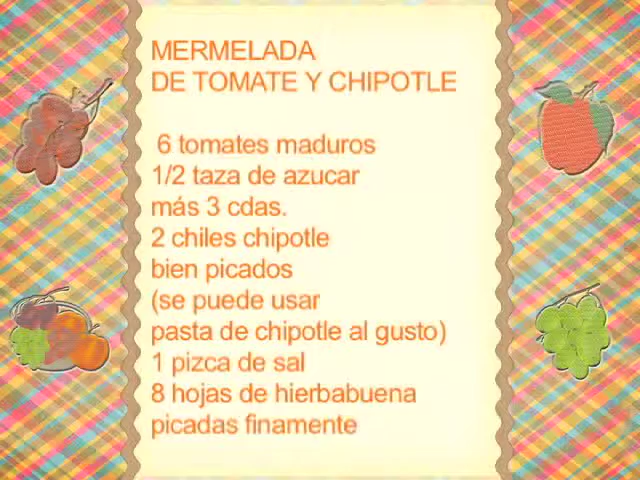 MERMELADA
DE TOMATE Y CHIPOTLE
6 tomates maduros
1/2 taza de azucar
más 3 cdas.
2 chiles chipotle
bien picados
(se puede usar
pasta de chipotle al gusto)
1 pizca de sal
8 hojas de hierbabuena
picadas finamente